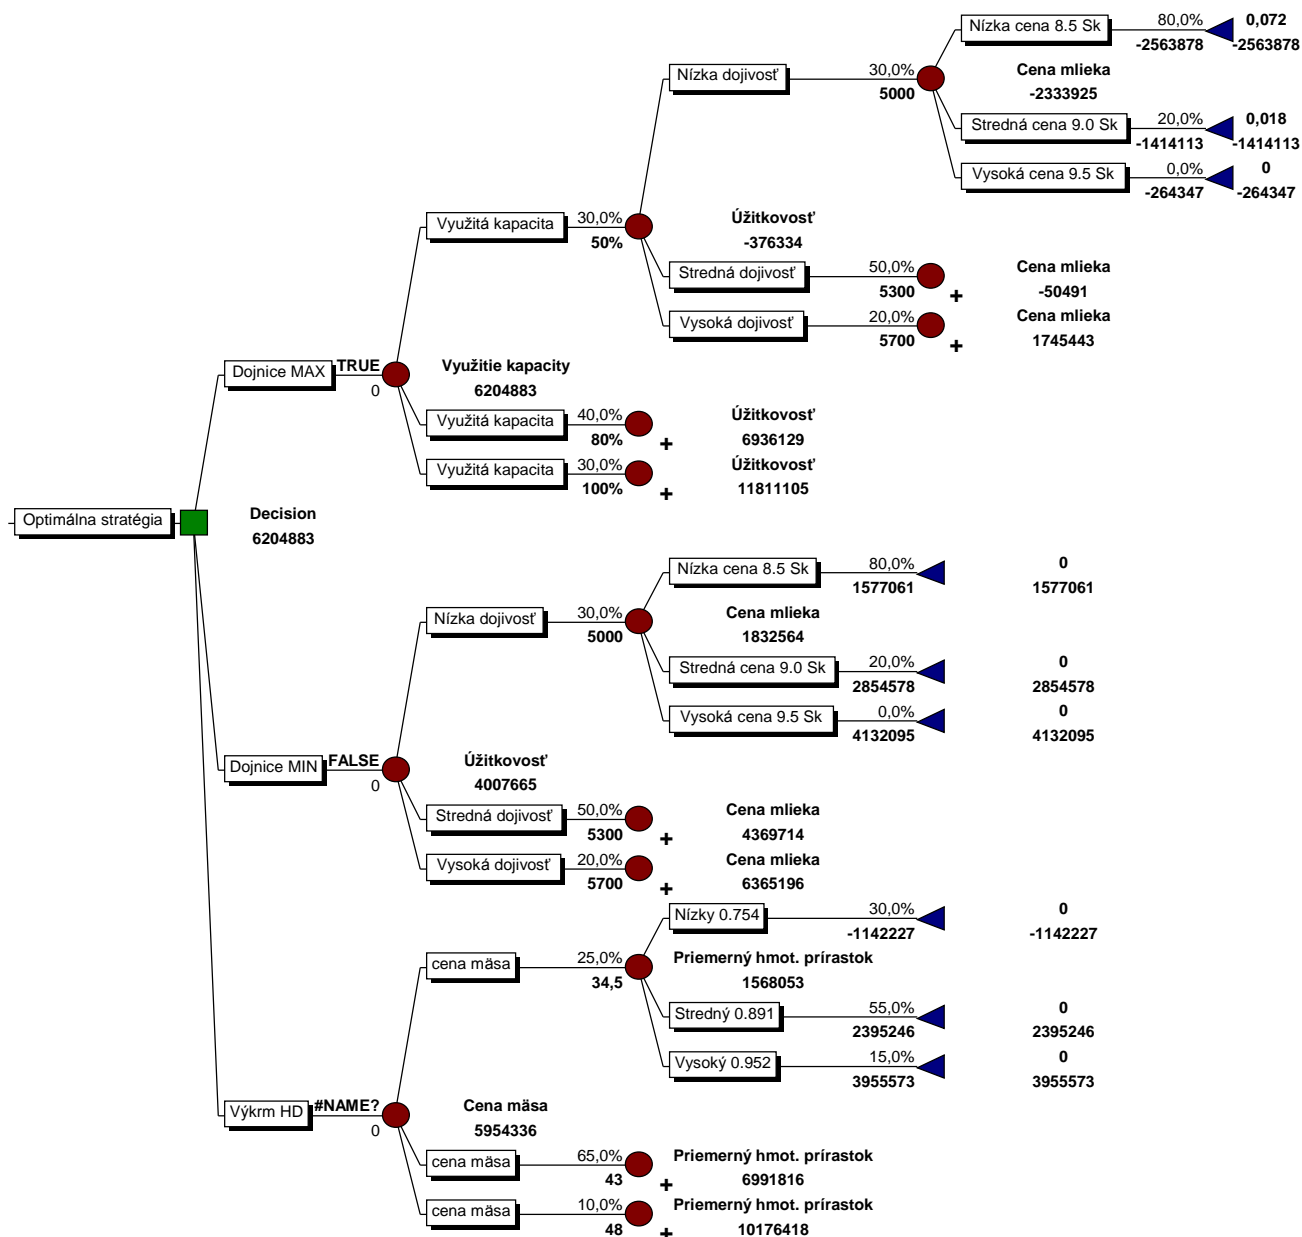 Nízka cena 8.5 Sk 80,0% 0,072
-2563878 -2563878
Nízka dojivosť 30,0% Cena mlieka
5000 -2333925
Stredná cena 9.0 Sk 20,0% 0,018
-1414113 -1414113
Vysoká cena 9.5 Sk 0,0% 0
-264347 -264347
Využitá kapacita 30,0% Úžitkovosť
50% -376334
Stredná dojivosť 50,0% Cena mlieka
5300 + -50491
Vysoká dojivosť 20,0% Cena mlieka
5700 + 1745443
Dojnice MAX TRUE Využitie kapacity
0 6204883
Využitá kapacita 40,0% Úžitkovosť
80% + 6936129
Využitá kapacita 30,0% Úžitkovosť
100% + 11811105
Optimálna stratégia Decision
6204883
Nízka cena 8.5 Sk 80,0% 0
1577061 1577061
Nízka dojivosť 30,0% Cena mlieka
5000 1832564
Stredná cena 9.0 Sk 20,0% 0
2854578 2854578
Vysoká cena 9.5 Sk 0,0% 0
4132095 4132095
Dojnice MIN FALSE Úžitkovosť
0 4007665
Stredná dojivosť 50,0% Cena mlieka
5300 + 4369714
Vysoká dojivosť 20,0% Cena mlieka
5700 + 6365196
Nízky 0.754 30,0% 0
-1142227 -1142227
cena mäsa 25,0% Priemerný hmot. prírastok
34,5 1568053
Stredný 0.891 55,0% 0
2395246 2395246
Vysoký 0.952 15,0% 0
3955573 3955573
Výkrm HD #NAME? Cena mäsa
0 5954336
cena mäsa 65,0% Priemerný hmot. prírastok
43 + 6991816
cena mäsa 10,0% Priemerný hmot. prírastok
48 + 10176418